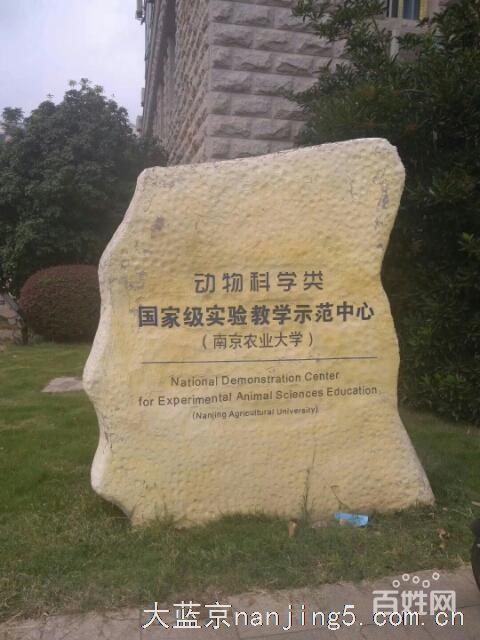 动物科学类
国家级实验教学示范中心
（南京农业大学）
National Demonstration Center
for Experimental Animal Sciences Education
(Nanjing Agricultural University)
百姓网
大蓝京nanjing5.com.cn